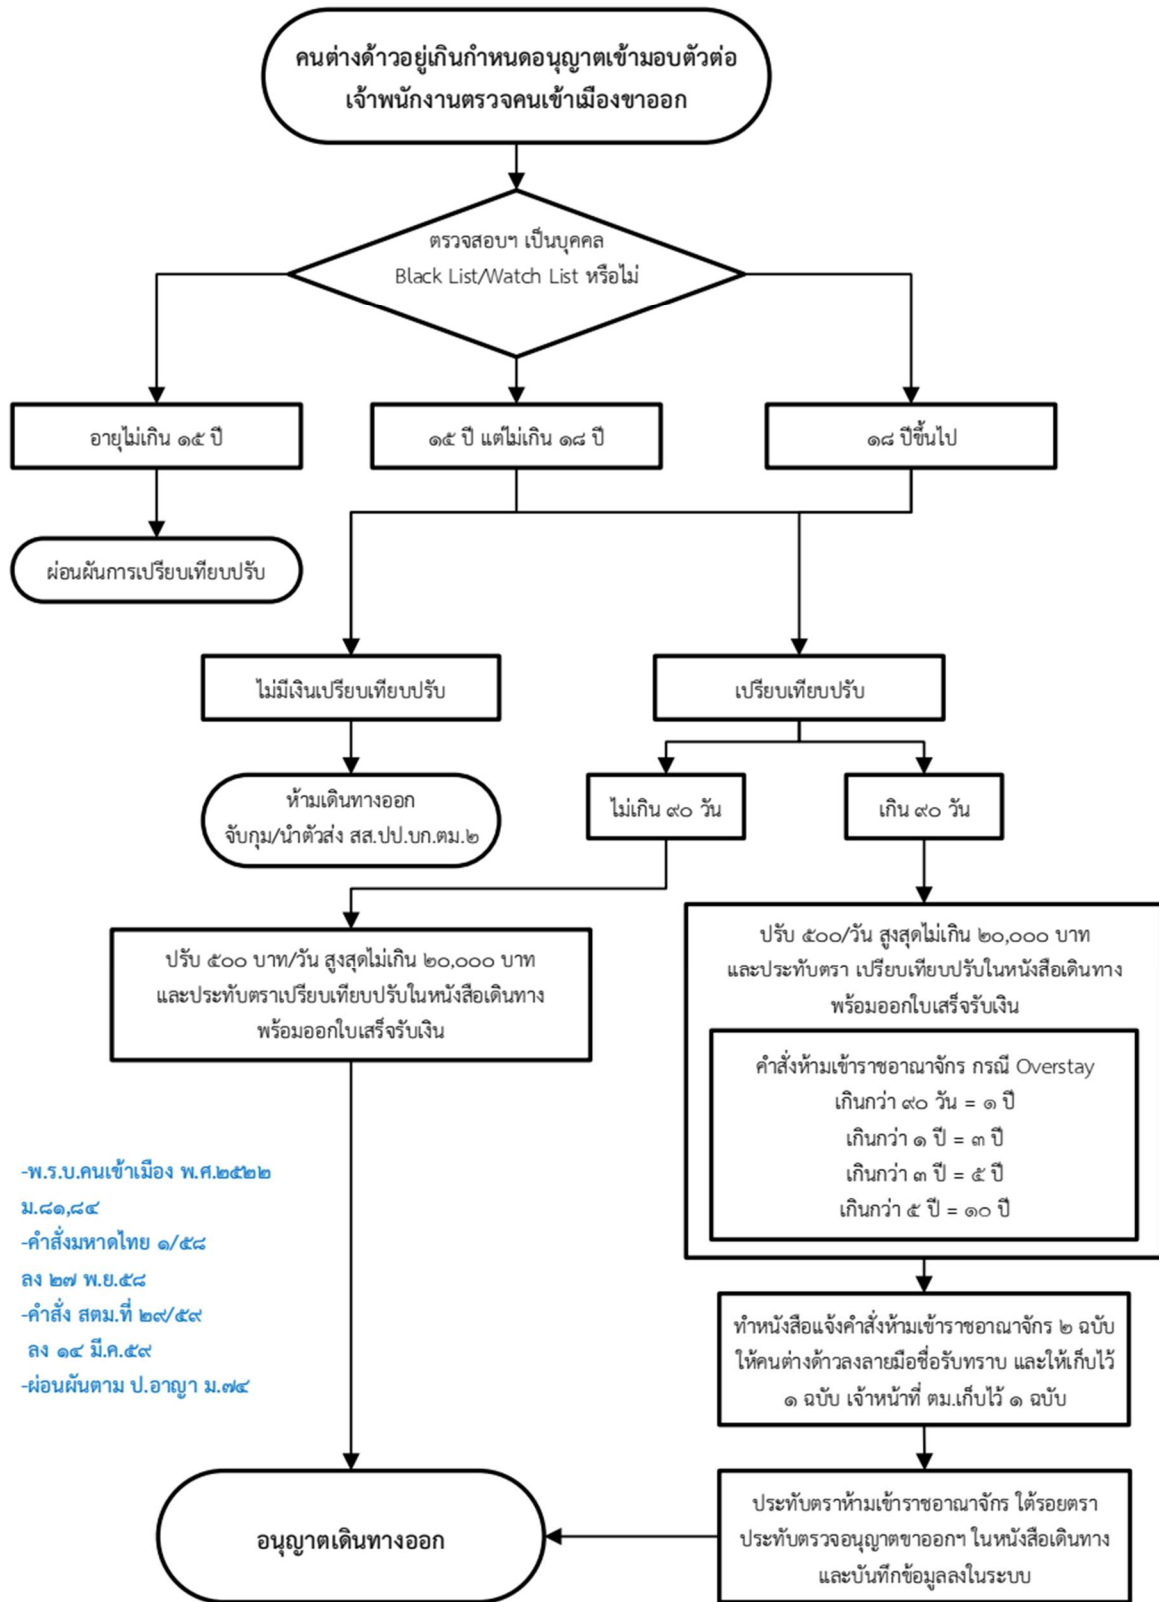 คนต่างด้าวอยู่เกินกำหนดอนุญาตเข้ามอบตัวต่อ
เจ้าพนักงานตรวจคนเข้าเมืองขาออก
ตรวจสอบฯ เป็นบุคคล
Black List/Watch List หรือไม่
อายุไม่เกิน ๑๕ ปี
๑๕ ปี แต่ไม่เกิน ๑๘ ปี
๑๘ ปีขึ้นไป
ผ่อนผันการเปรียบเทียบปรับ
ไม่มีเงินเปรียบเทียบปรับ
เปรียบเทียบปรับ
ห้ามเดินทางออก
จับกุม/นำตัวส่ง สส.ปป.บก.ตม.๒
ไม่เกิน ๙๐ วัน
เกิน ๙๐ วัน
ปรับ ๕๐๐ บาท/วัน สูงสุดไม่เกิน ๒๐,๐๐๐ บาท
และประทับตราเปรียบเทียบปรับในหนังสือเดินทาง
พร้อมออกใบเสร็จรับเงิน
ปรับ ๕๐๐/วัน สูงสุดไม่เกิน ๒๐,๐๐๐ บาท
และประทับตรา เปรียบเทียบปรับในหนังสือเดินทาง
พร้อมออกใบเสร็จรับเงิน
คำสั่งห้ามเข้าราชอาณาจักร กรณี Overstay
เกินกว่า ๙๐ วัน = ๑ ปี
เกินกว่า ๑ ปี = ๓ ปี
เกินกว่า ๓ ปี = ๕ ปี
เกินกว่า ๕ ปี = ๑๐ ปี
-พ.ร.บ.คนเข้าเมือง พ.ศ.๒๕๒๒
ม.๘๑,๘๔
-คำสั่งมหาดไทย ๑/๕๘
ลง ๒๗ พ.ย.๕๘
-คำสั่ง สตม.ที่ ๒๙/๕๙
ลง ๑๔ มี.ค.๕๙
-ผ่อนผันตาม ป.อาญา ม.๗๔
ทำหนังสือแจ้งคำสั่งห้ามเข้าราชอาณาจักร ๒ ฉบับ
ให้คนต่างด้าวลงลายมือชื่อรับทราบ และให้เก็บไว้
๑ ฉบับ เจ้าหน้าที่ ตม.เก็บไว้ ๑ ฉบับ
ประทับตราห้ามเข้าราชอาณาจักร ใต้รอยตรา
ประทับตรวจอนุญาตขาออกฯ ในหนังสือเดินทาง
และบันทึกข้อมูลลงในระบบ
อนุญาตเดินทางออก